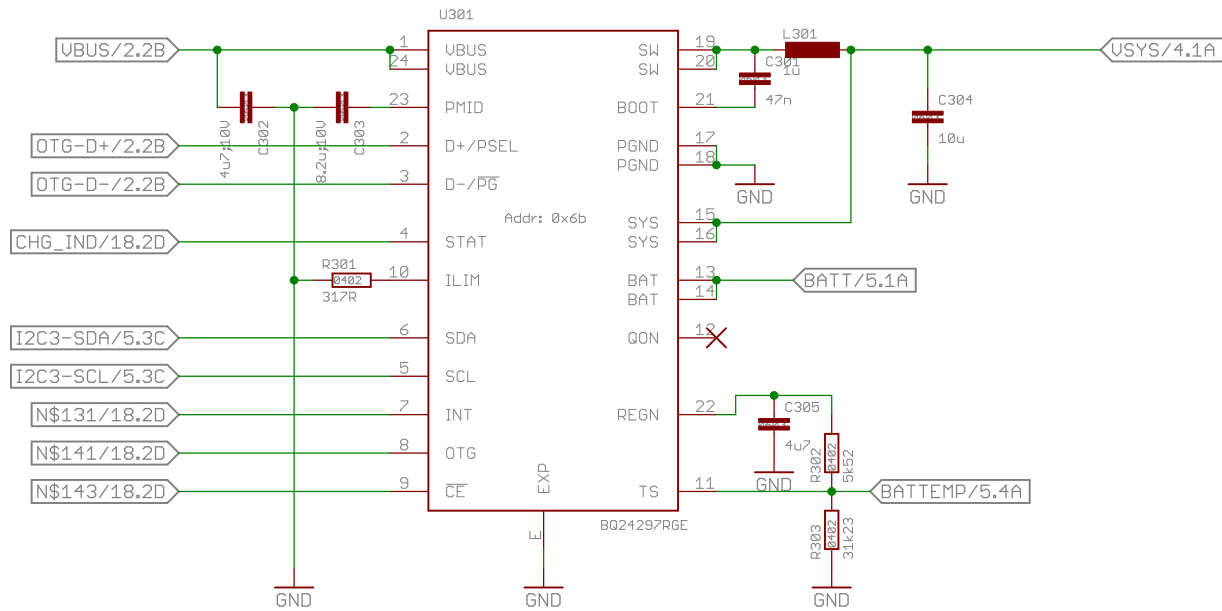 U301
VBUS/2.2B
1 VBUS
24 VBUS
23 PMID
4u7;10V
C302
8.2u;10V
C303
OTG-D+/2.2B
2 D+/PSEL
OTG-D-/2.2B
3 D-/PG
Addr: 0x6b
CHG_IND/18.2D
4 STAT
R301
0402
317R
10 ILIM
I2C3-SDA/5.3C
6 SDA
I2C3-SCL/5.3C
5 SCL
N$131/18.2D
7 INT
N$141/18.2D
8 OTG
N$143/18.2D
9 CE
EXP
E
BQ24297RGE
GND
GND
SW 19
SW 20
L301
1u
C301
47n
BOOT 21
VSYS/4.1A
C304
10u
GND
PGND 17
PGND 18
GND
SYS 15
SYS 16
BAT 13
BAT 14
BATT/5.1A
QON 12
REGN 22
C305
4u7
GND
R302
0402
5k52
TS 11
BATTEMP/5.4A
R303
0402
31k23
GND